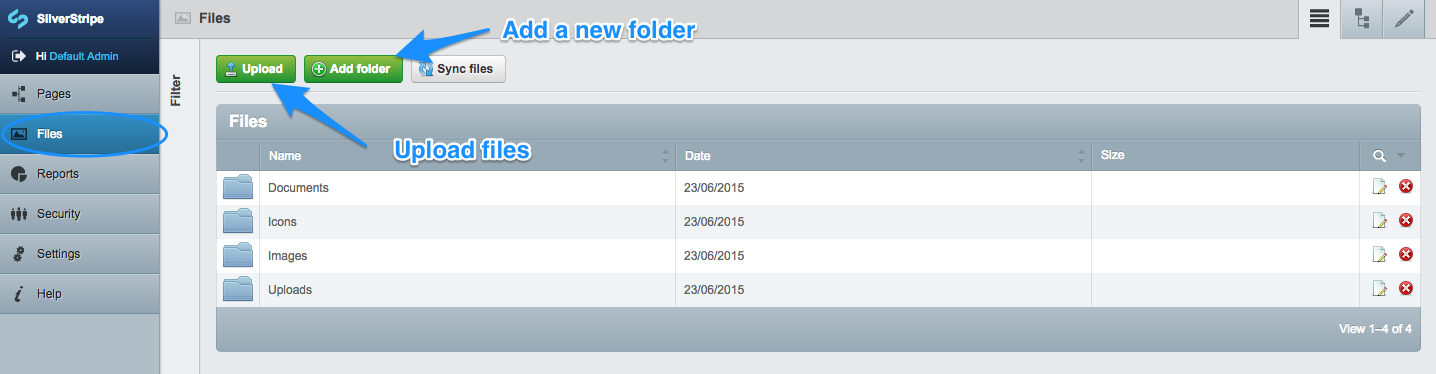 SilverStripe
Hi Default Admin
Pages
Files
Reports
Security
Settings
Help
Files
Add a new folder
Filter
Upload
Add folder
Sync files
Upload files
Files
Name Date Size
Documents 23/06/2015
Icons 23/06/2015
Images 23/06/2015
Uploads 23/06/2015
View 1–4 of 4